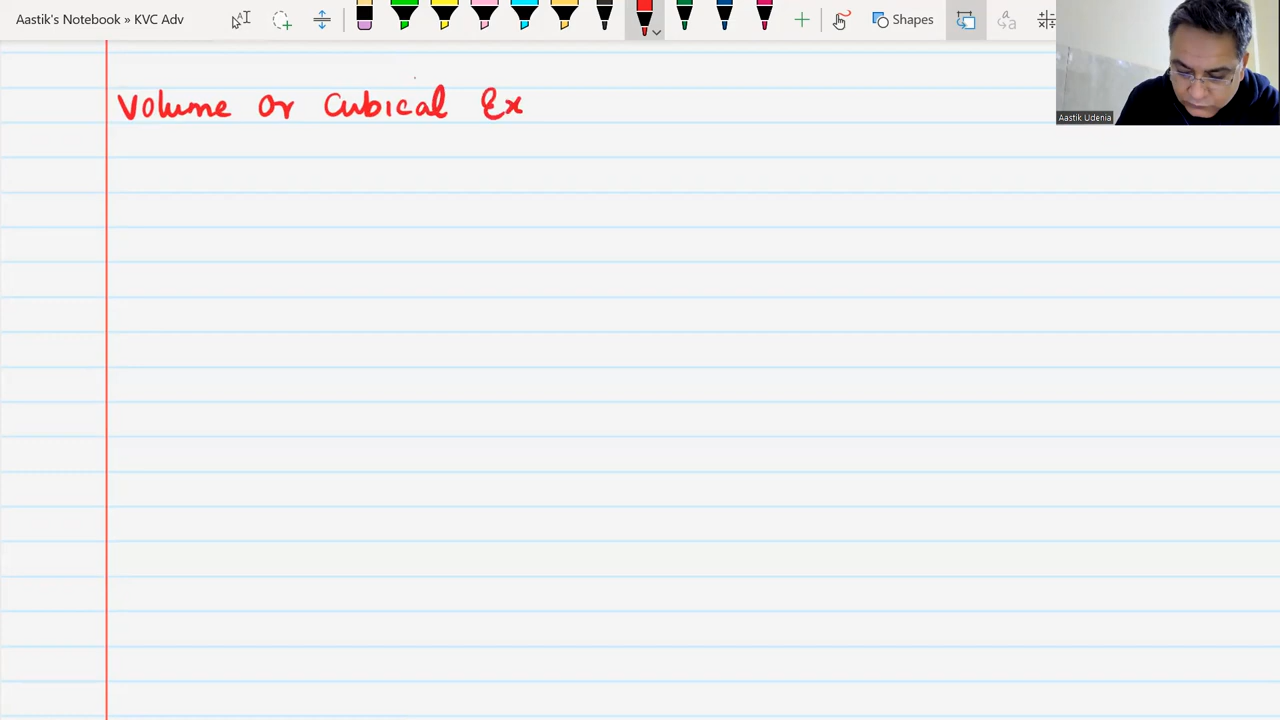 Aastik's Notebook » KVC Adv
Shapes
Aastik Udenia
Volume Or Cubical Ex